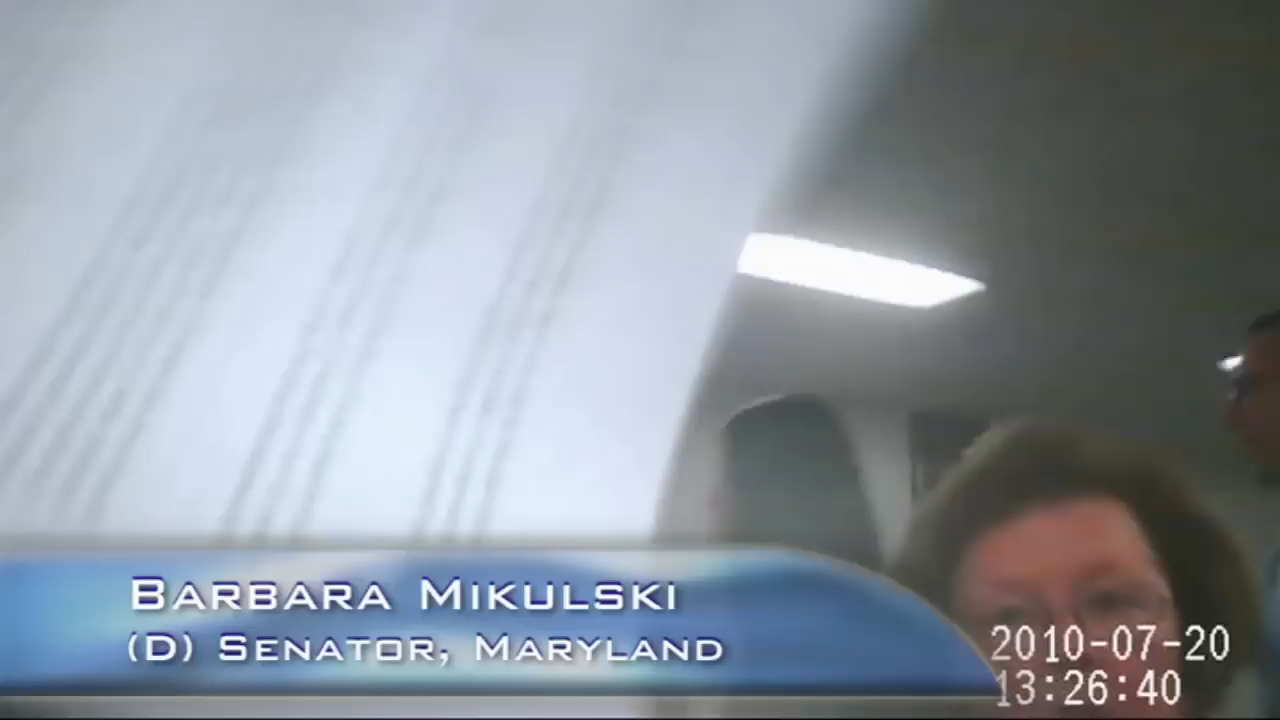 Barbara Mikulski
(D) Senator, Maryland
2010-07-20
13:26:40